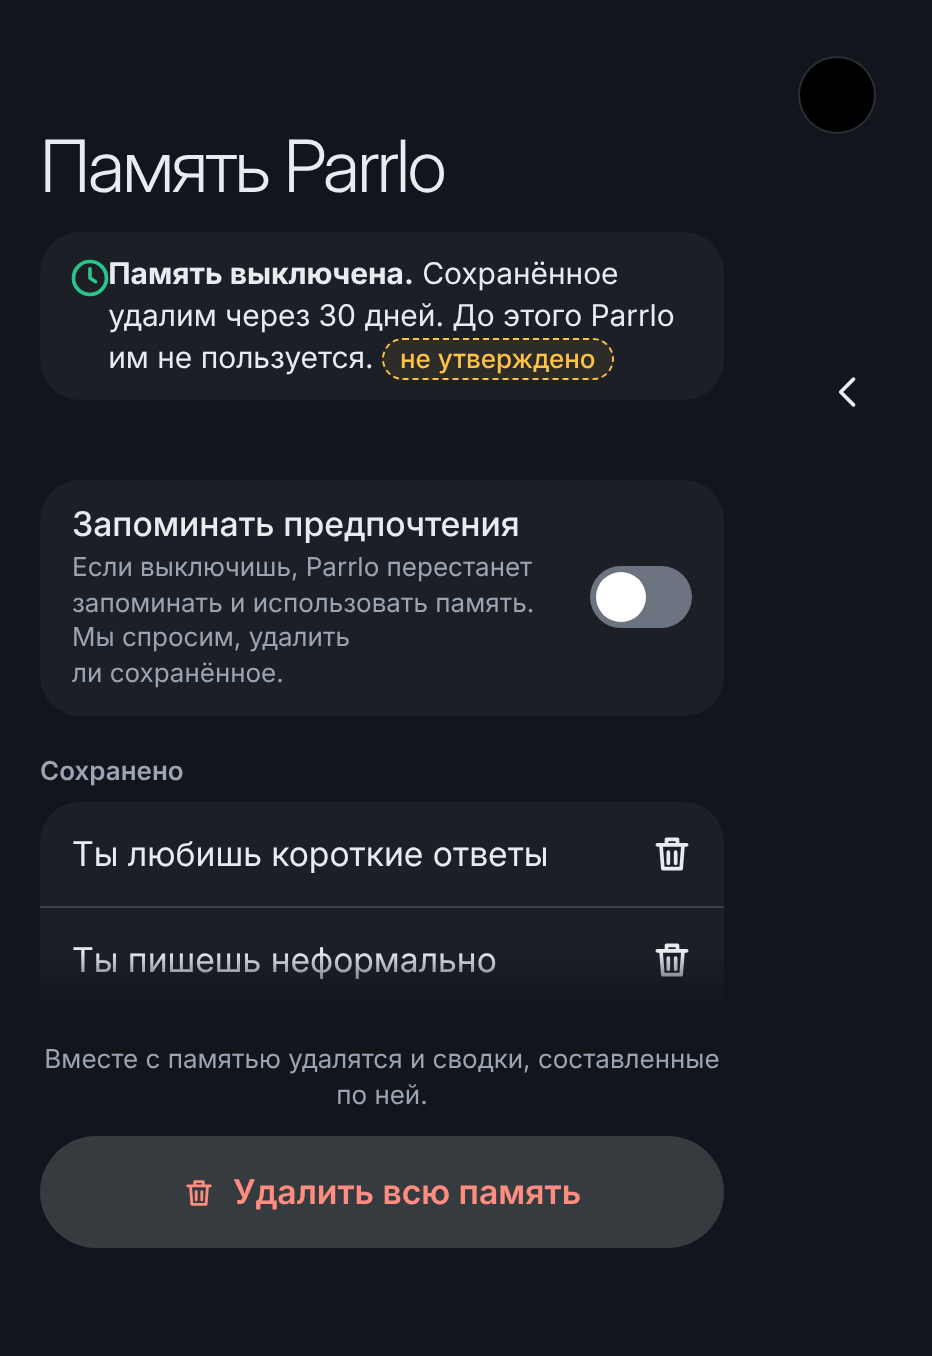 Память Parrlo
Память выключена. Сохранённое
удалим через 30 дней. До этого Parrlo
им не пользуется. не утверждено
Запоминать предпочтения
Если выключишь, Parrlo перестанет
запоминать и использовать память.
Мы спросим, удалить
ли сохранённое.
Сохранено
Ты любишь короткие ответы
Ты пишешь неформально
Вместе с памятью удалятся и сводки, составленные
по ней.
Удалить всю память